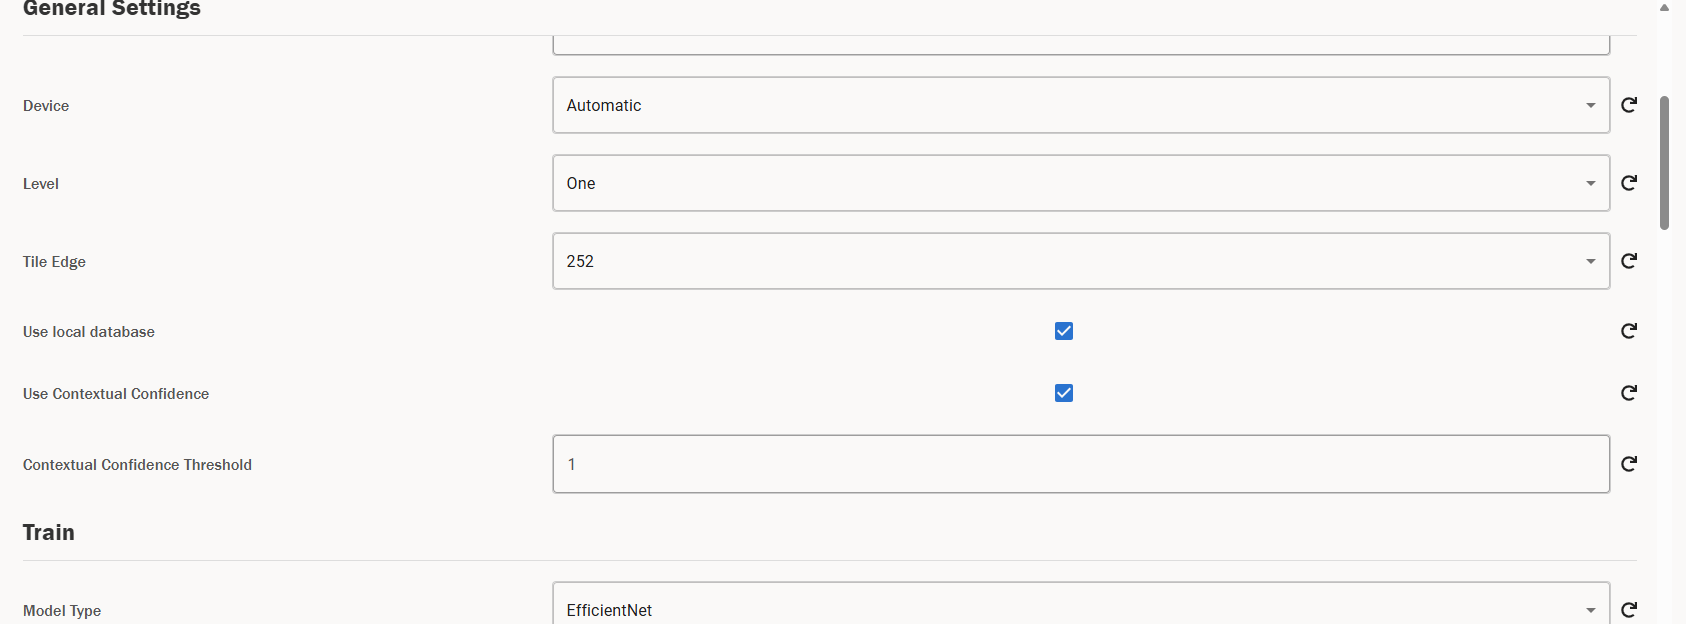 General Settings
Device
Automatic
Level
One
Tile Edge
252
Use local database
Use Contextual Confidence
Contextual Confidence Threshold
1
Train
Model Type
EfficientNet